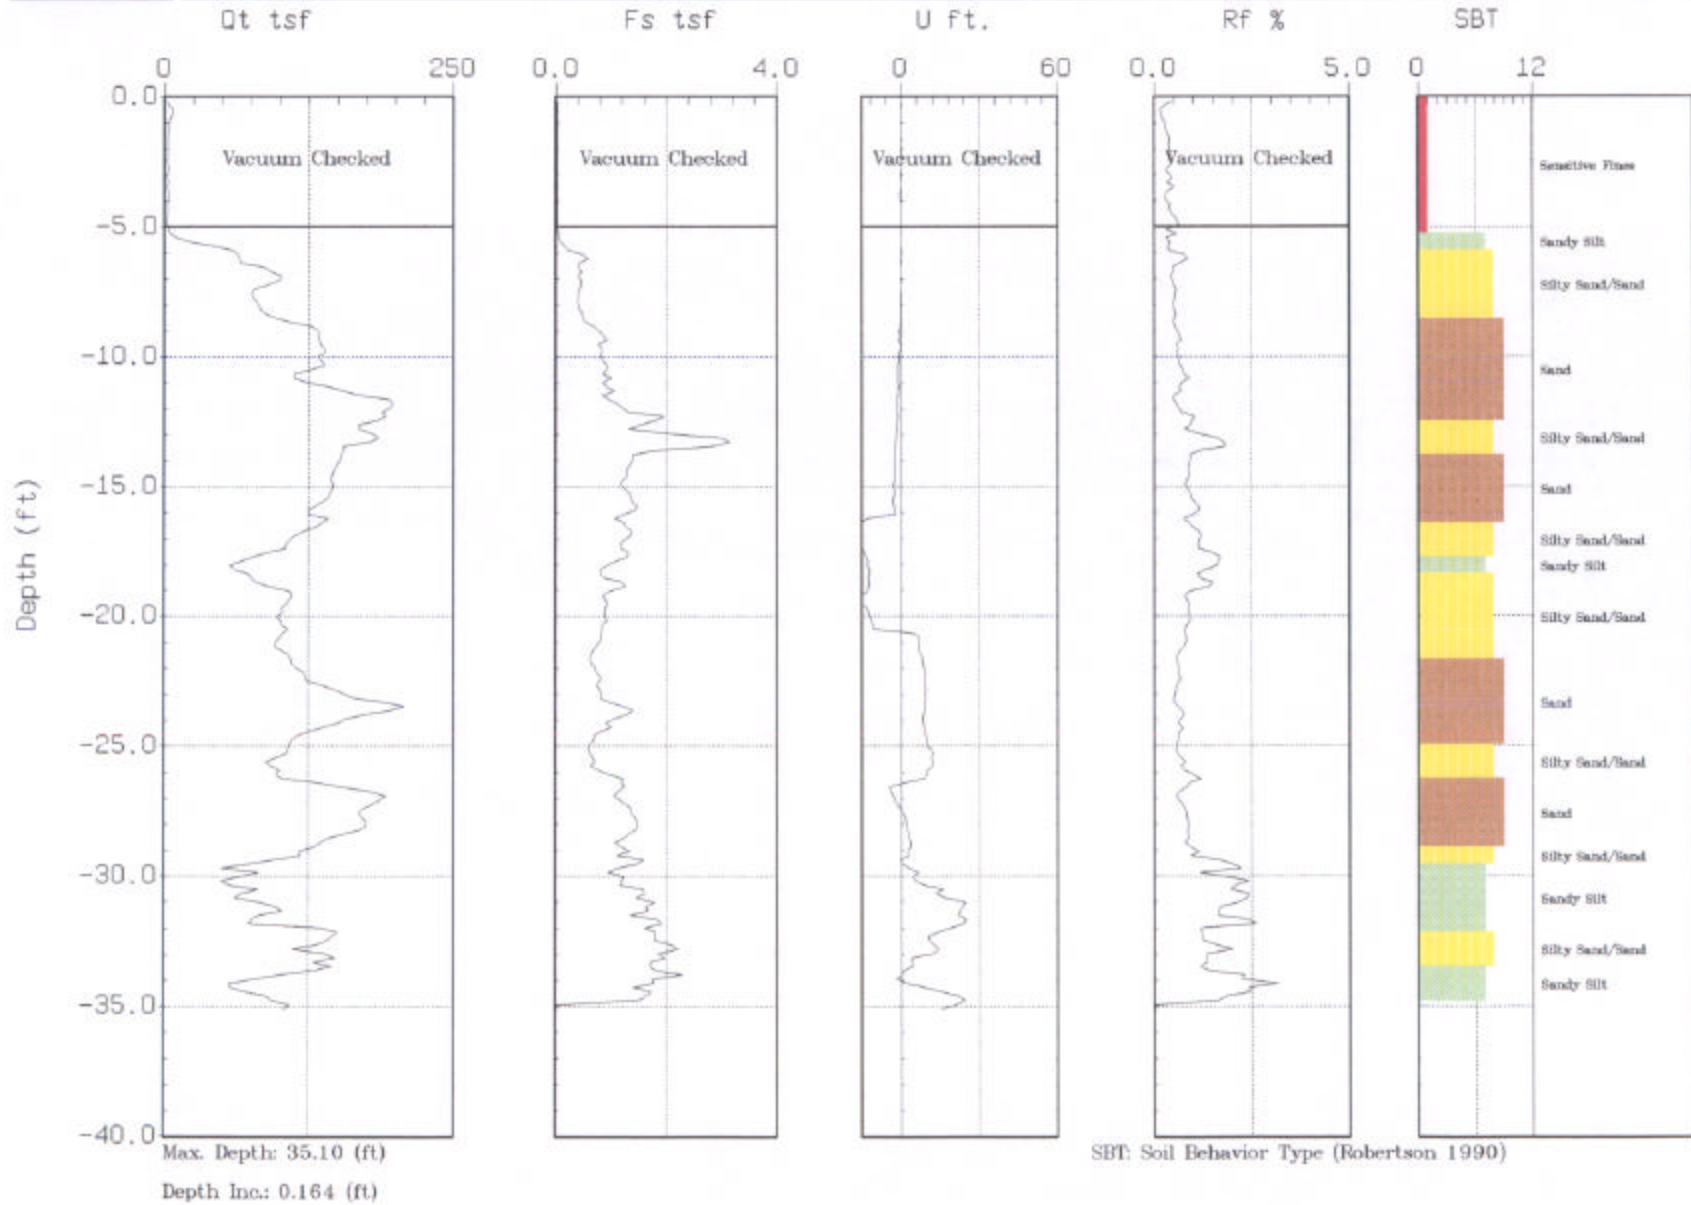 Qt tsf
Fs tsf
U ft.
Rf %
SBT
0 250
0.0 4.0
0 60
0.0 5.0
0 12
0.0
Vacuum Checked
Vacuum Checked
Vacuum Checked
Vacuum Checked
Sensitive Fines
-5.0
Sandy Silt
Silty Sand/Sand
-10.0
Sand
Silty Sand/Sand
-15.0
Sand
Depth (ft)
Silty Sand/Sand
Sandy Silt
-20.0
Silty Sand/Sand
Sand
-25.0
Silty Sand/Sand
Sand
Silty Sand/Sand
-30.0
Sandy Silt
Silty Sand/Sand
Sandy Silt
-35.0
-40.0
Max. Depth: 35.10 (ft)
SBT: Soil Behavior Type (Robertson 1990)
Depth Inc.: 0.164 (ft)